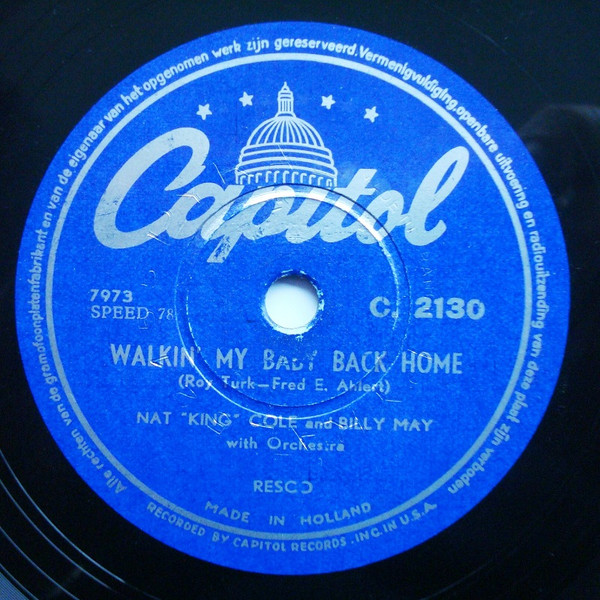 Alle rechten van de gramofoonplatenfabrikant en van de eigenaar van het opgenomen werk zijn gereserveerd. Vermenigvuldiging, openbare uitvoering en radiouitzending van deze plaat zijn verboden
Capitol
7973
SPEED 78
C. 2130
WALKIN' MY BABY BACK HOME
(Roy Turk—Fred E. Ahlert)
NAT "KING" COLE and BILLY MAY
with Orchestra
RESCO
MADE IN HOLLAND
RECORDED BY CAPITOL RECORDS . INC. IN U.S.A.